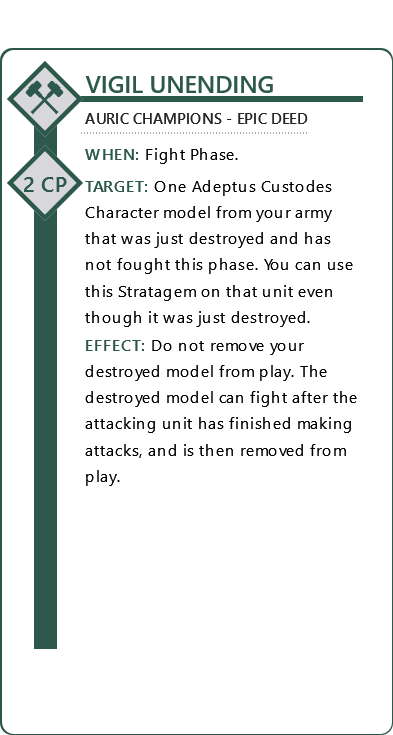 VIGIL UNENDING
AURIC CHAMPIONS - EPIC DEED
WHEN: Fight Phase.
2 CP
TARGET: One Adeptus Custodes
Character model from your army
that was just destroyed and has
not fought this phase. You can use
this Stratagem on that unit even
though it was just destroyed.
EFFECT: Do not remove your
destroyed model from play. The
destroyed model can fight after the
attacking unit has finished making
attacks, and is then removed from
play.